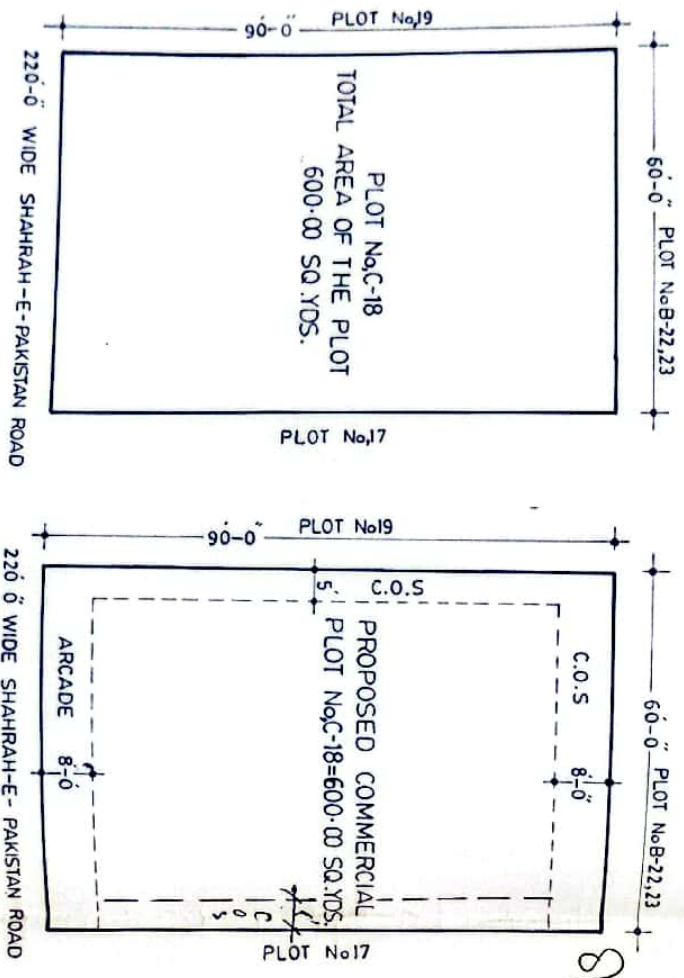 PLOT No,19
90'-0"
60'-0" PLOT No B-22,23
PLOT No,C-18
TOTAL AREA OF THE PLOT
600.00 SQ.YDS.
PLOT No,17
220'-0" WIDE SHAHRAH-E-PAKISTAN ROAD
PLOT No19
90'-0"
60'-0" PLOT No B-22,23
C.O.S
5'
C.O.S
8'-0"
PROPOSED COMMERCIAL
PLOT No,C-18=600.00 SQ.YDS.
ARCADE 8'-0"
C O S
PLOT No17
220' 0" WIDE SHAHRAH-E- PAKISTAN ROAD